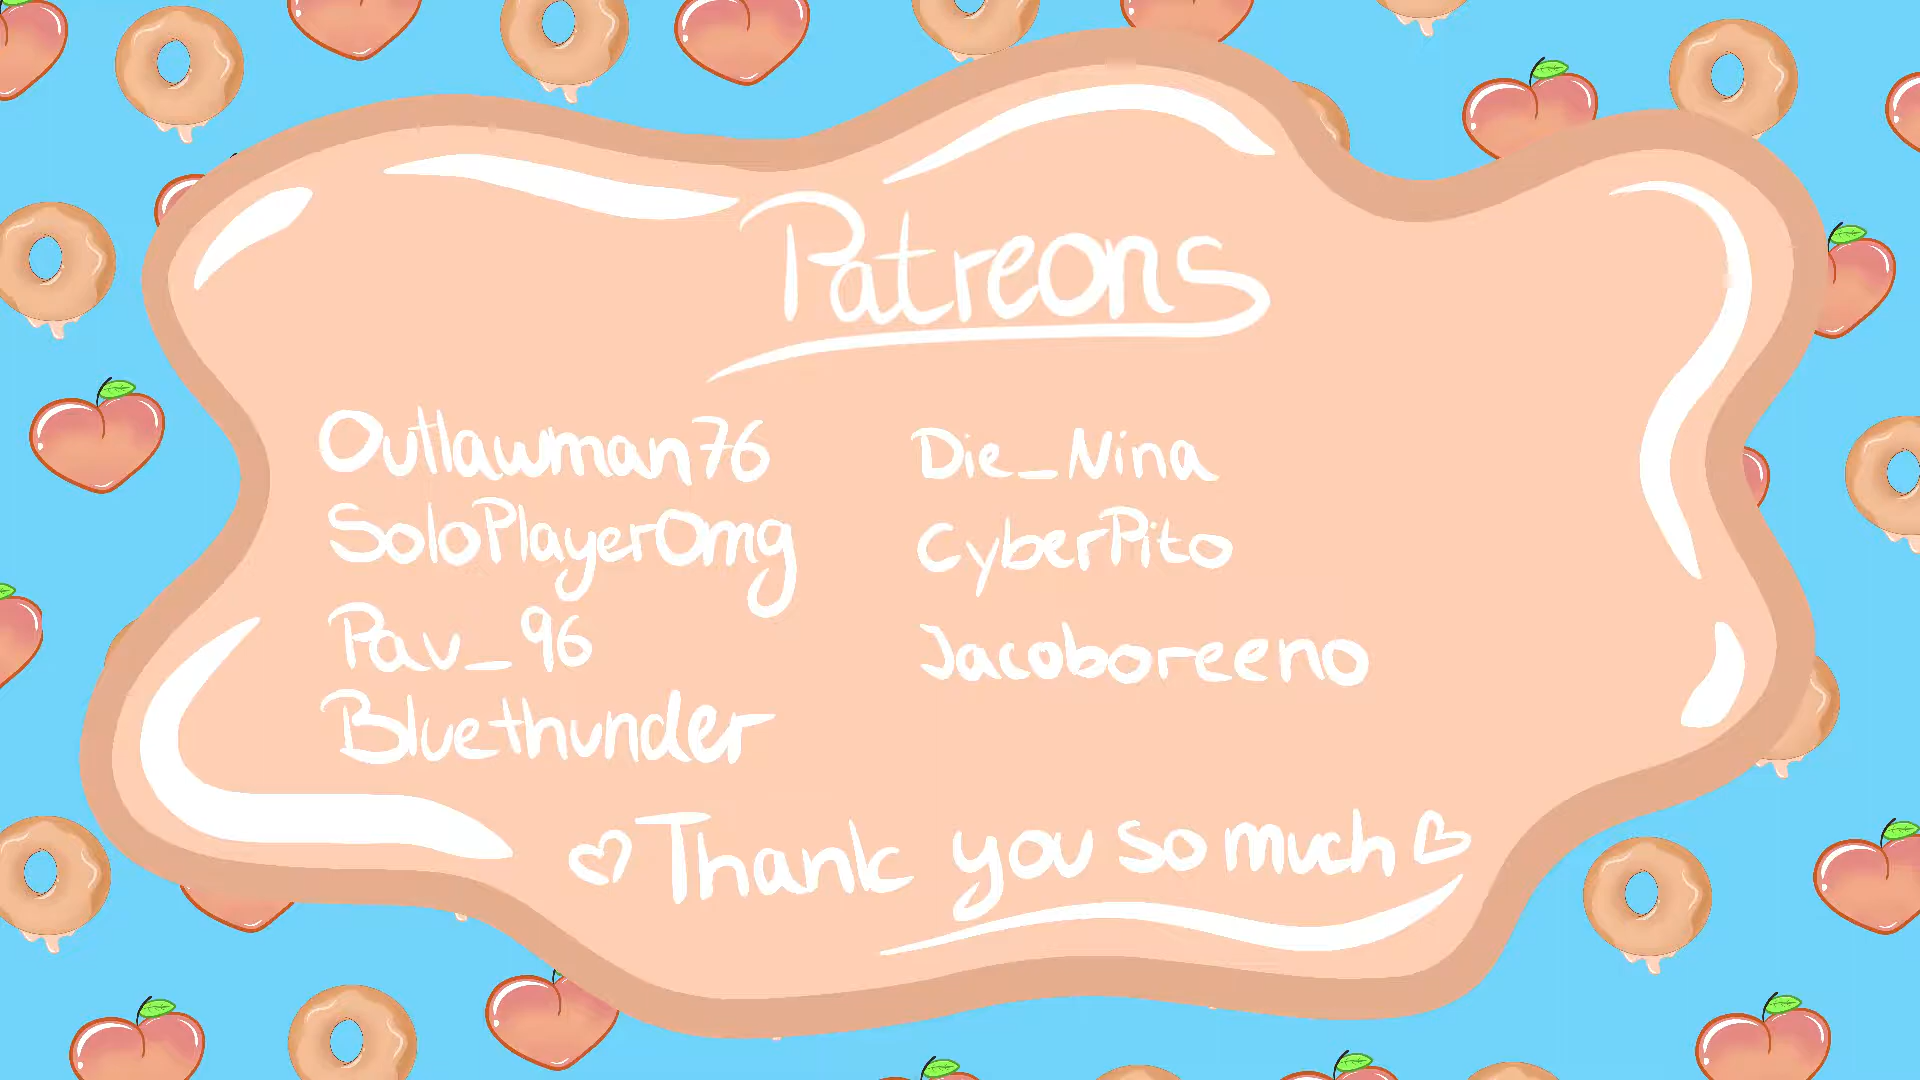 Patreons
Outlawman76
SoloPlayerOmg
Pav_96
Bluethunder
Die_Nina
CyberPito
Jacoboreeno
♡Thank you so much♡